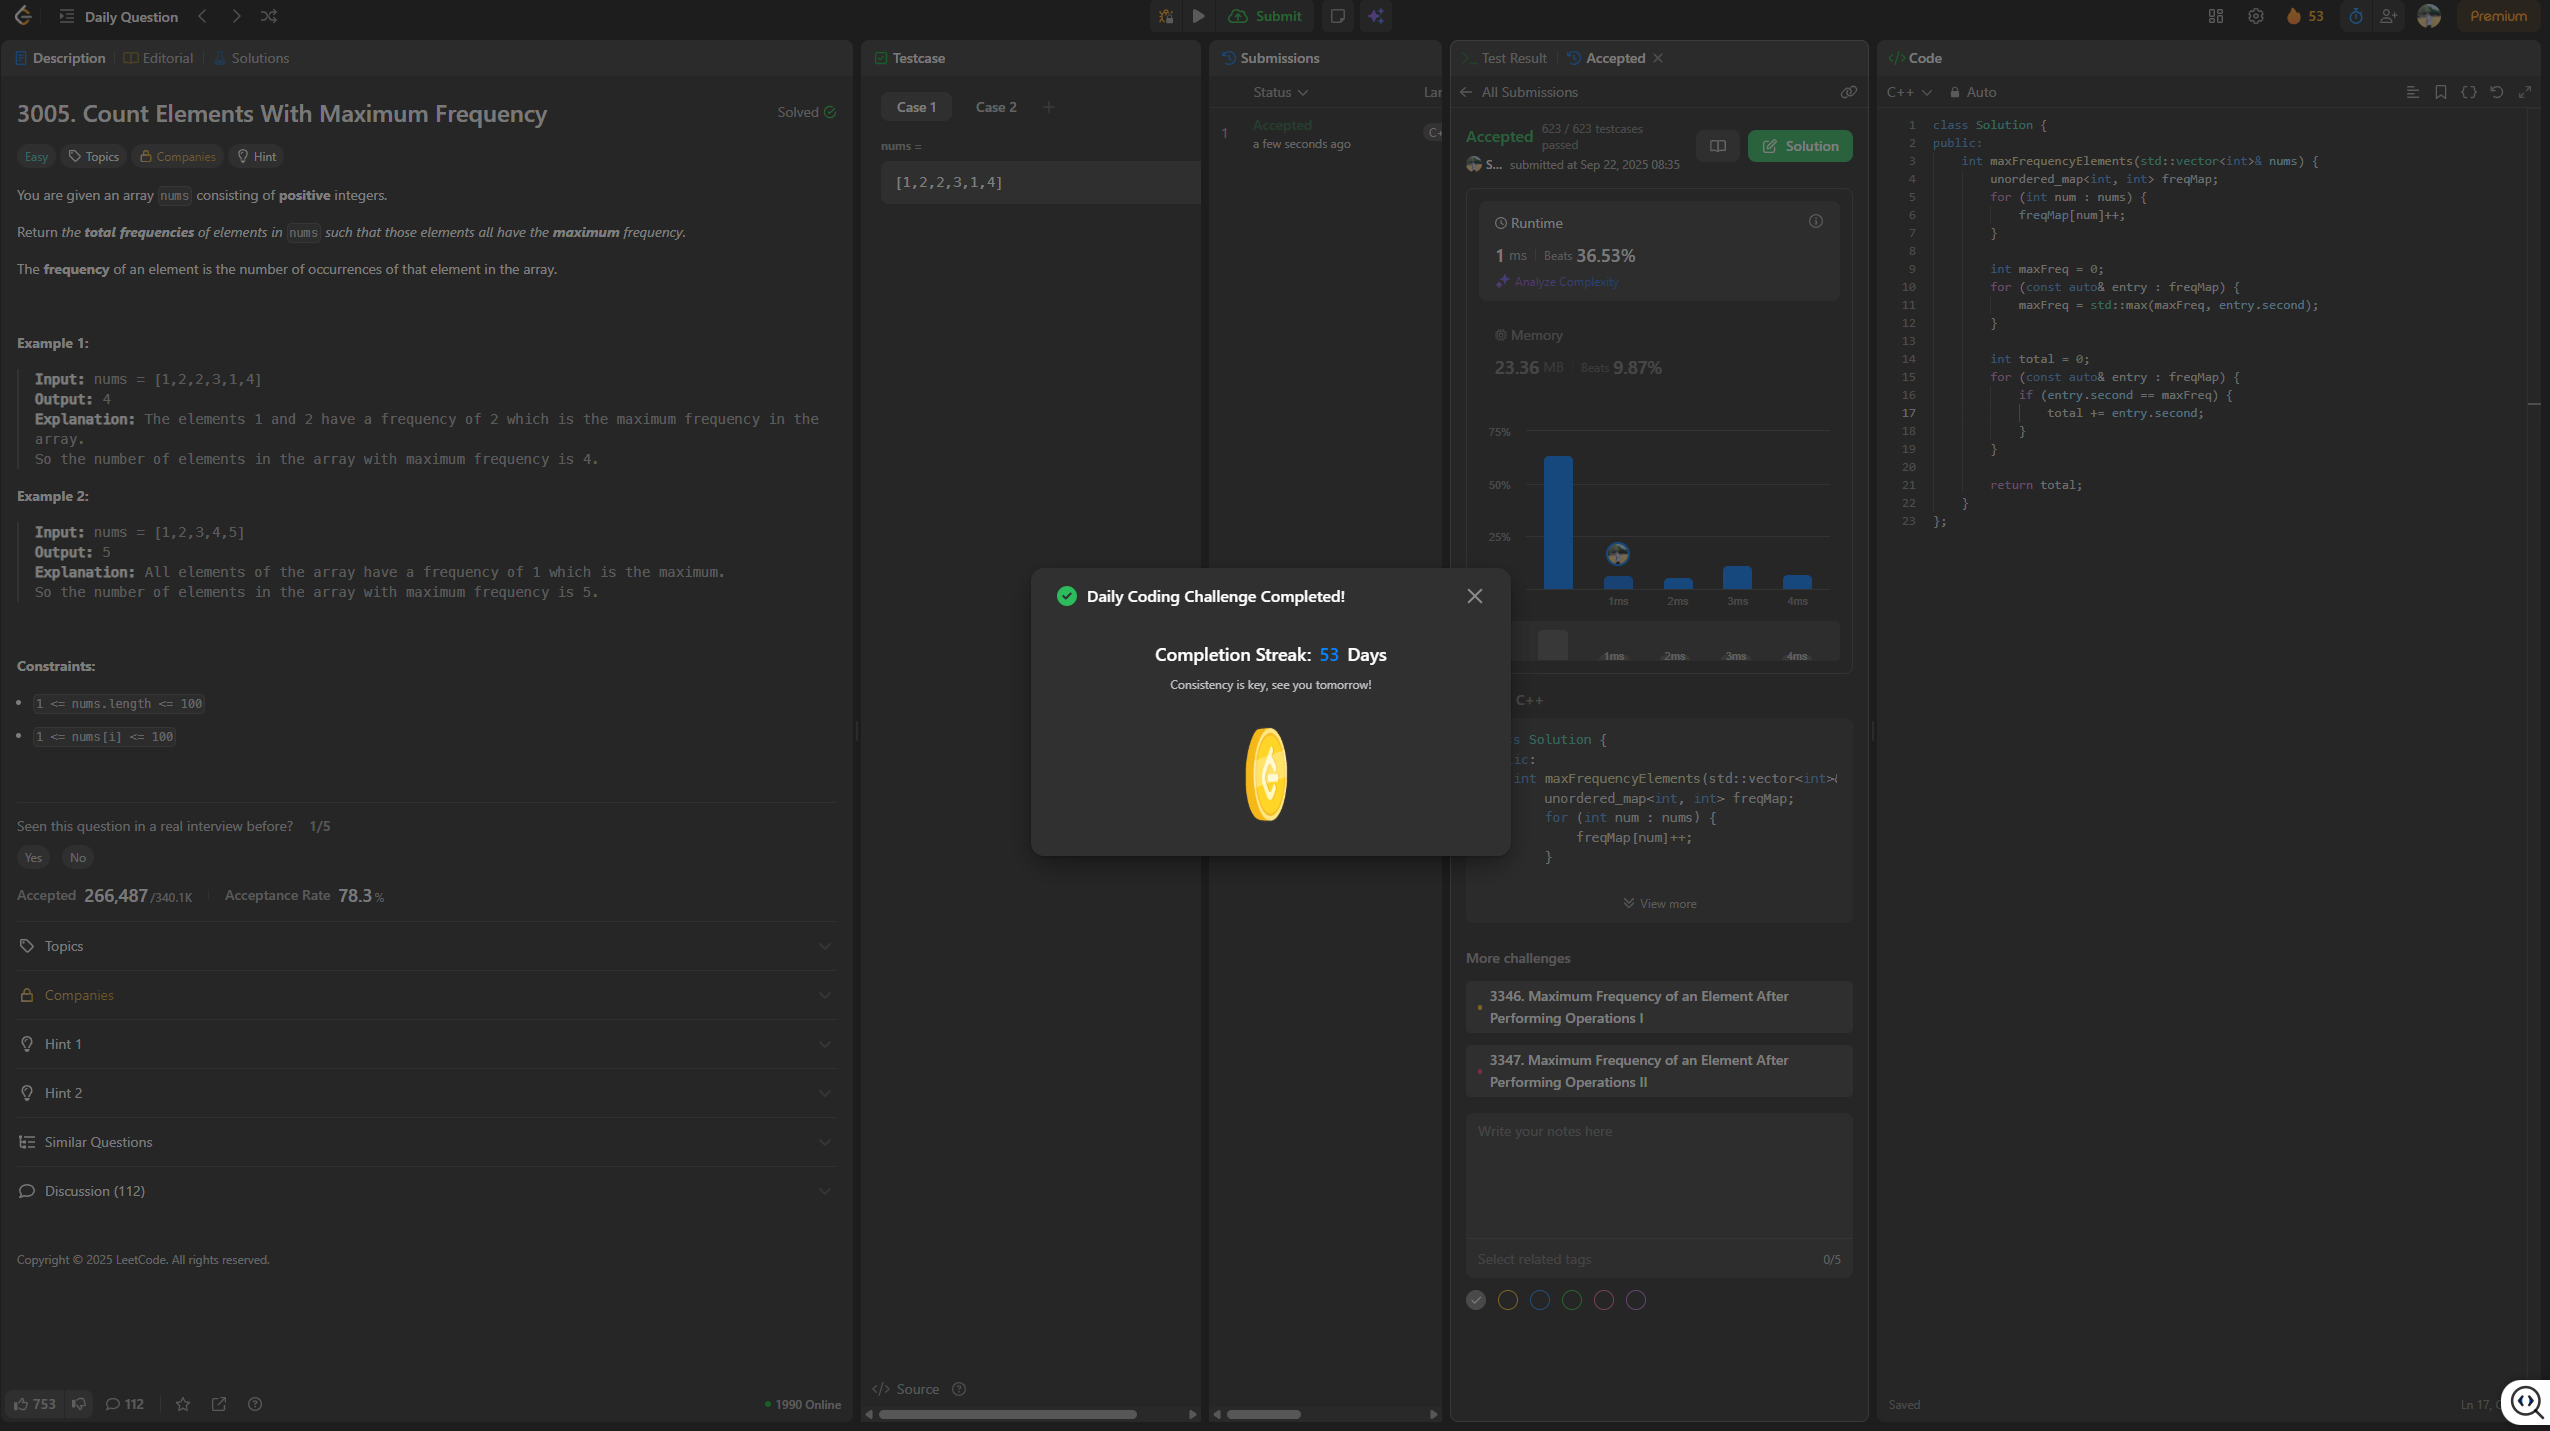 Daily Question
Submit
53
Premium
Description
Editorial
Solutions
3005. Count Elements With Maximum Frequency
Solved
Easy
Topics
Companies
Hint
You are given an array nums consisting of positive integers.
Return the total frequencies of elements in nums such that those elements all have the maximum frequency.
The frequency of an element is the number of occurrences of that element in the array.
Example 1:
Input: nums = [1,2,2,3,1,4]
Output: 4
Explanation: The elements 1 and 2 have a frequency of 2 which is the maximum frequency in the
array.
So the number of elements in the array with maximum frequency is 4.
Example 2:
Input: nums = [1,2,3,4,5]
Output: 5
Explanation: All elements of the array have a frequency of 1 which is the maximum.
So the number of elements in the array with maximum frequency is 5.
Constraints:
1 <= nums.length <= 100
1 <= nums[i] <= 100
Seen this question in a real interview before? 1/5
Yes
No
Accepted 266,487/340.1K
Acceptance Rate 78.3%
Topics
Companies
Hint 1
Hint 2
Similar Questions
Discussion (112)
Copyright © 2025 LeetCode. All rights reserved.
753
112
1990 Online
Testcase
Case 1
Case 2
nums =
[1,2,2,3,1,4]
Source
Submissions
Status
Lar
1
Accepted
a few seconds ago
C+
Daily Coding Challenge Completed!
Completion Streak: 53 Days
Consistency is key, see you tomorrow!
Test Result
Accepted
All Submissions
Accepted
623 / 623 testcases
passed
S... submitted at Sep 22, 2025 08:35
Solution
Runtime
1 ms Beats 36.53%
Analyze Complexity
Memory
23.36 MB Beats 9.87%
75%
50%
25%
1ms
2ms
3ms
4ms
1ms
2ms
3ms
4ms
C++
s Solution {
ic:
int maxFrequencyElements(std::vector<int>&
unordered_map<int, int> freqMap;
for (int num : nums) {
freqMap[num]++;
}
View more
More challenges
3346. Maximum Frequency of an Element After
Performing Operations I
3347. Maximum Frequency of an Element After
Performing Operations II
Write your notes here
Select related tags
0/5
Code
C++
Auto
1 class Solution {
2 public:
3 int maxFrequencyElements(std::vector<int>& nums) {
4 unordered_map<int, int> freqMap;
5 for (int num : nums) {
6 freqMap[num]++;
7 }
8
9 int maxFreq = 0;
10 for (const auto& entry : freqMap) {
11 maxFreq = std::max(maxFreq, entry.second);
12 }
13
14 int total = 0;
15 for (const auto& entry : freqMap) {
16 if (entry.second == maxFreq) {
17 total += entry.second;
18 }
19 }
20
21 return total;
22 }
23 };
Saved
Ln 17,